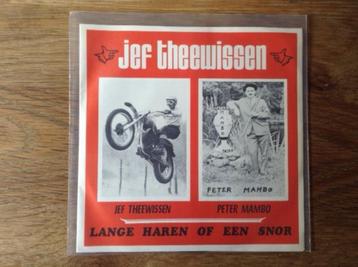 jef theewissen
PETER MAMBO
JEF THEEWISSEN
PETER MAMBO
LANGE HAREN OF EEN SNOR